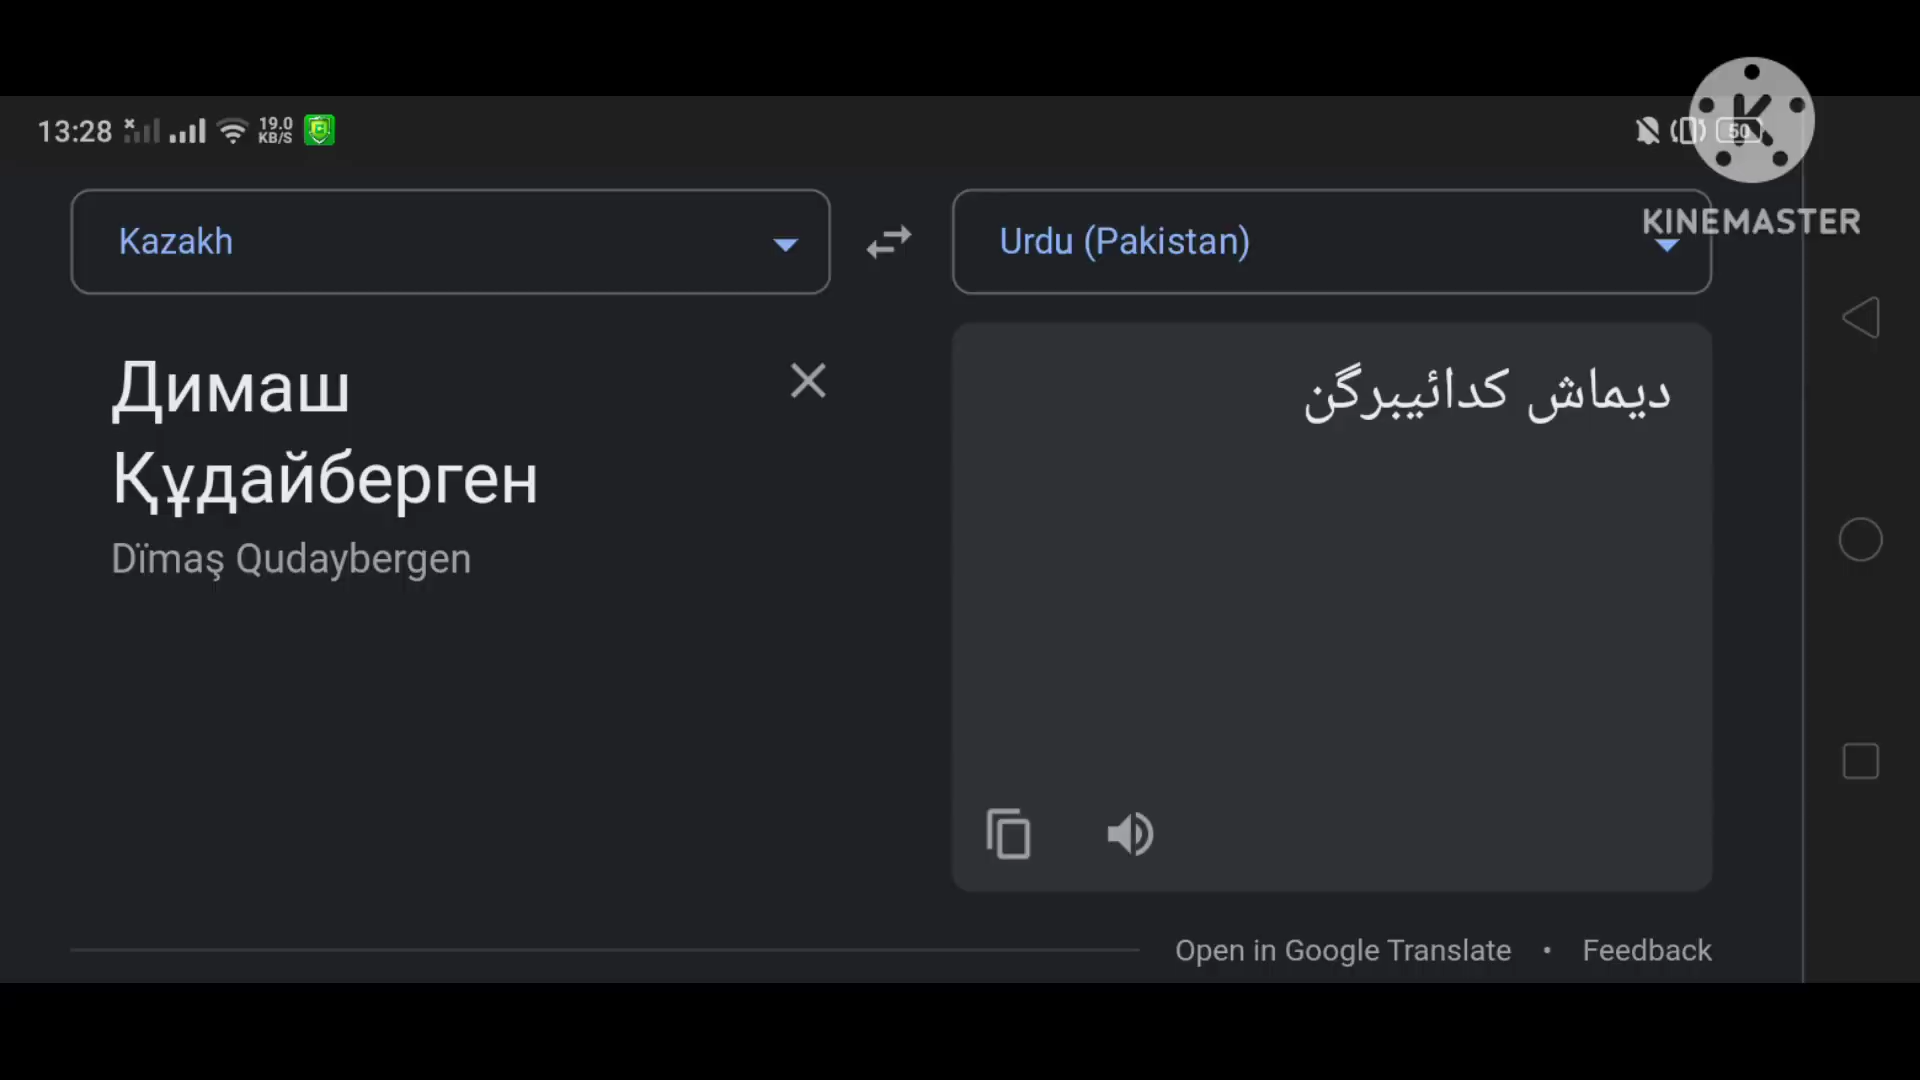 13:28 19.0 KB/S 50
KINEMASTER
Kazakh Urdu (Pakistan)
Димаш
Құдайберген
Dïmaş Qudaybergen
دیماش کدائیبرگن
Open in Google Translate • Feedback